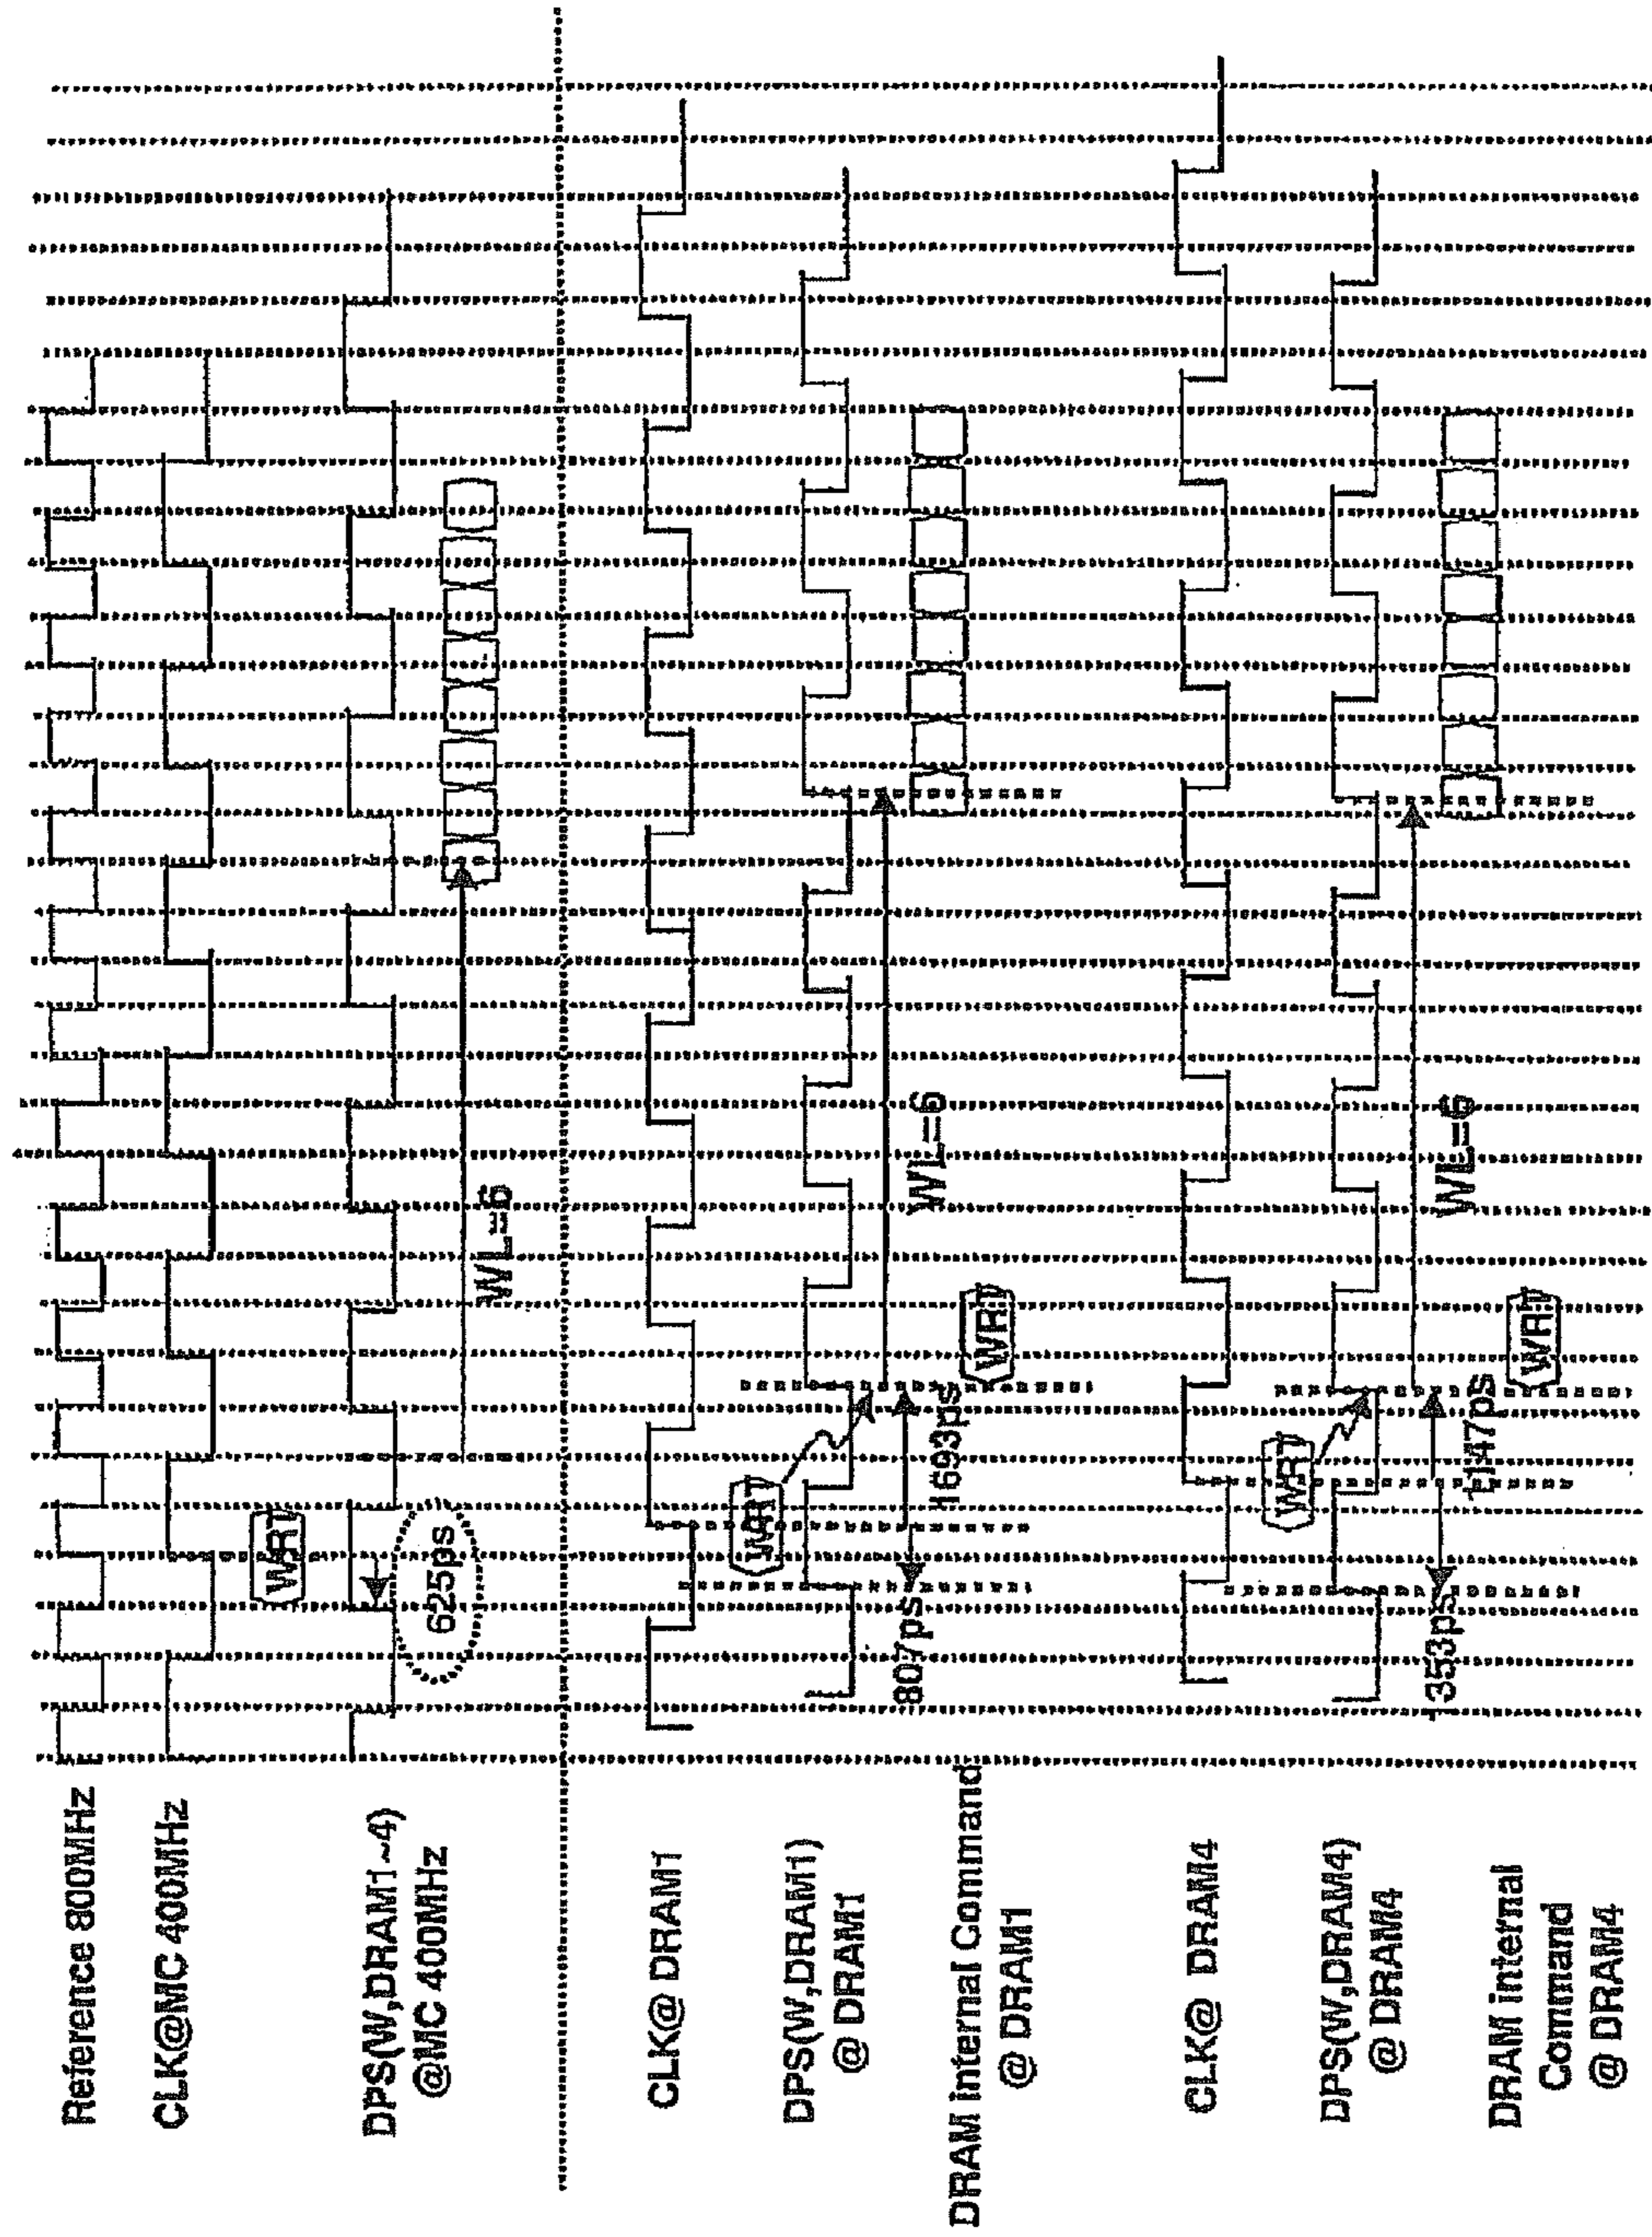 Reference 800MHz
CLK@MC 400MHz
WRT
DPS(W,DRAM1~4)
@MC 400MHz
625ps
WL=6
CLK@ DRAM1
WRT
DPS(W,DRAM1)
@ DRAM1
807ps
1693ps
WL=6
DRAM internal Command
@ DRAM1
WRT
CLK@ DRAM4
WRT
DPS(W,DRAM4)
@ DRAM4
-353ps
WL=6
DRAM internal
Command
@ DRAM4
WRT